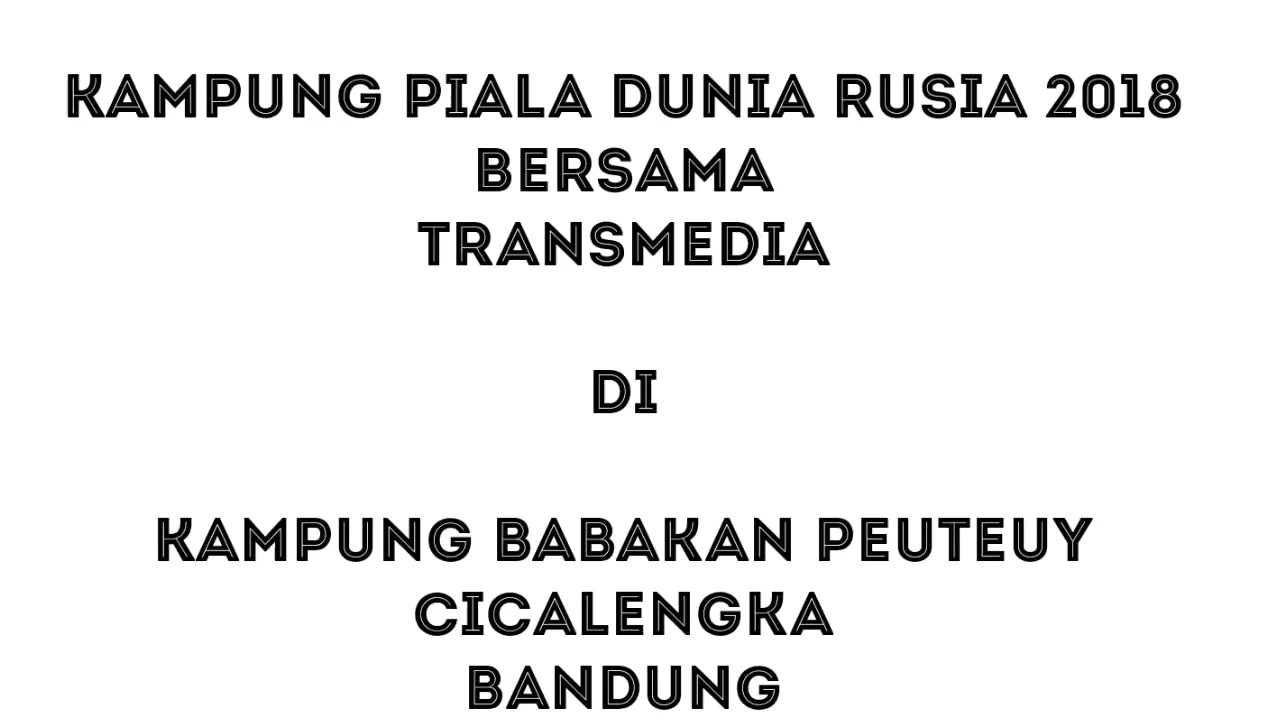 KAMPUNG PIALA DUNIA RUSIA 2018
BERSAMA
TRANSMEDIA
DI
KAMPUNG BABAKAN PEUTEUY
CICALENGKA
BANDUNG